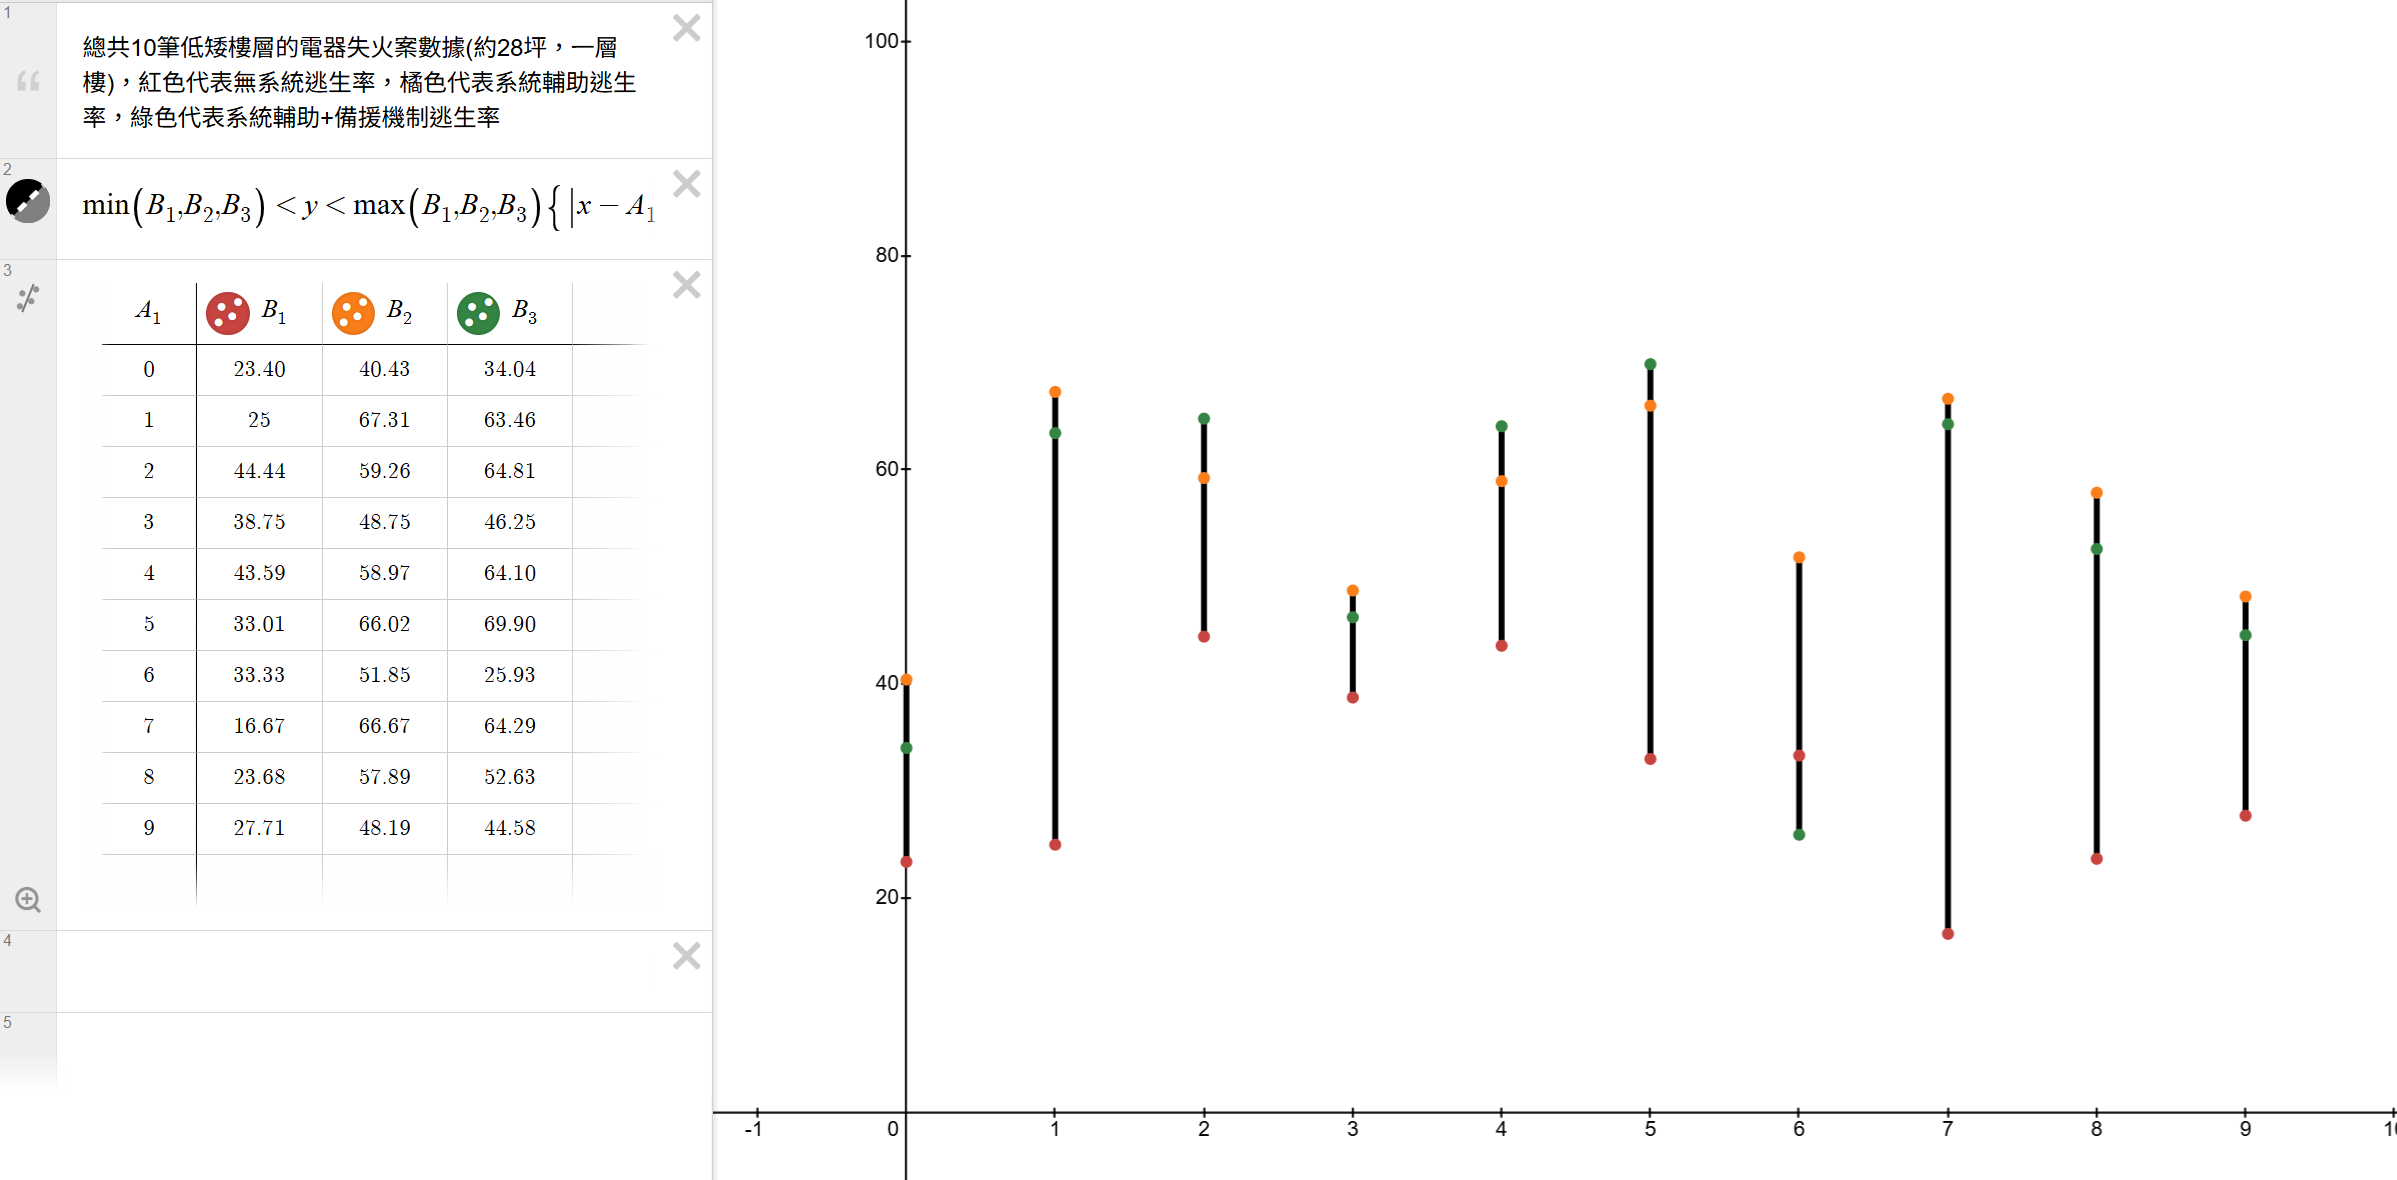 1
總共10筆低矮樓層的電器失火案數據(約28坪，一層
樓)，紅色代表無系統逃生率，橘色代表系統輔助逃生
率，綠色代表系統輔助+備援機制逃生率
2
min(B₁,B₂,B₃) < y < max(B₁,B₂,B₃){|x − A₁
3
A₁ B₁ B₂ B₃
0 23.40 40.43 34.04
1 25 67.31 63.46
2 44.44 59.26 64.81
3 38.75 48.75 46.25
4 43.59 58.97 64.10
5 33.01 66.02 69.90
6 33.33 51.85 25.93
7 16.67 66.67 64.29
8 23.68 57.89 52.63
9 27.71 48.19 44.58
4
5
100
80
60
40
20
-1 0 1 2 3 4 5 6 7 8 9